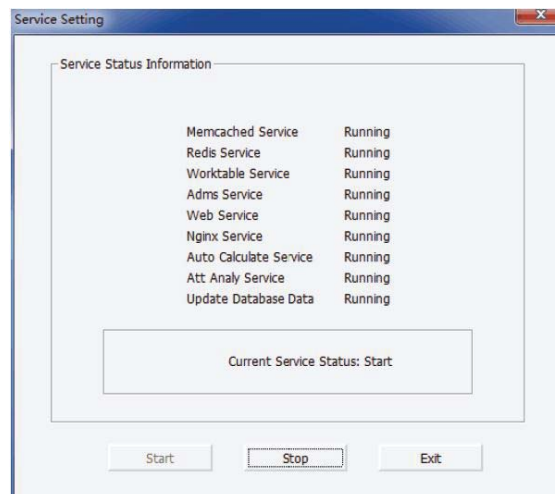 Service Setting
Service Status Information
Memcached Service Running
Redis Service Running
Worktable Service Running
Adms Service Running
Web Service Running
Nginx Service Running
Auto Calculate Service Running
Att Analy Service Running
Update Database Data Running
Current Service Status: Start
Start Stop Exit